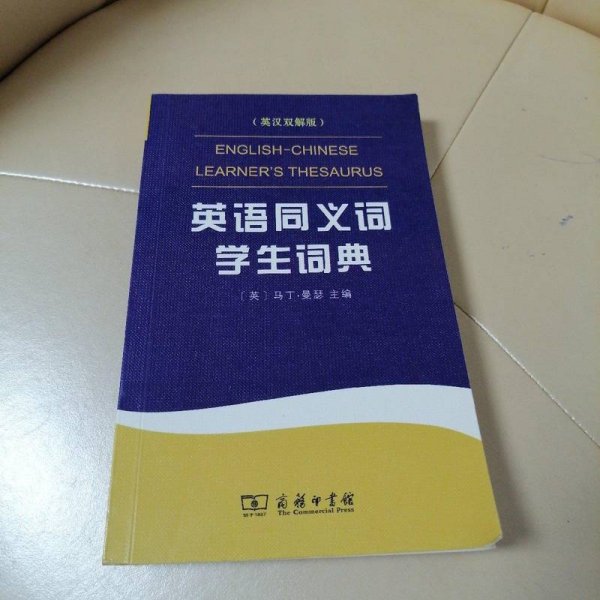 （英汉双解版）
ENGLISH-CHINESE
LEARNER'S THESAURUS
英语同义词
学生词典
［英］马丁·曼瑟 主编
商务印书馆
The Commercial Press